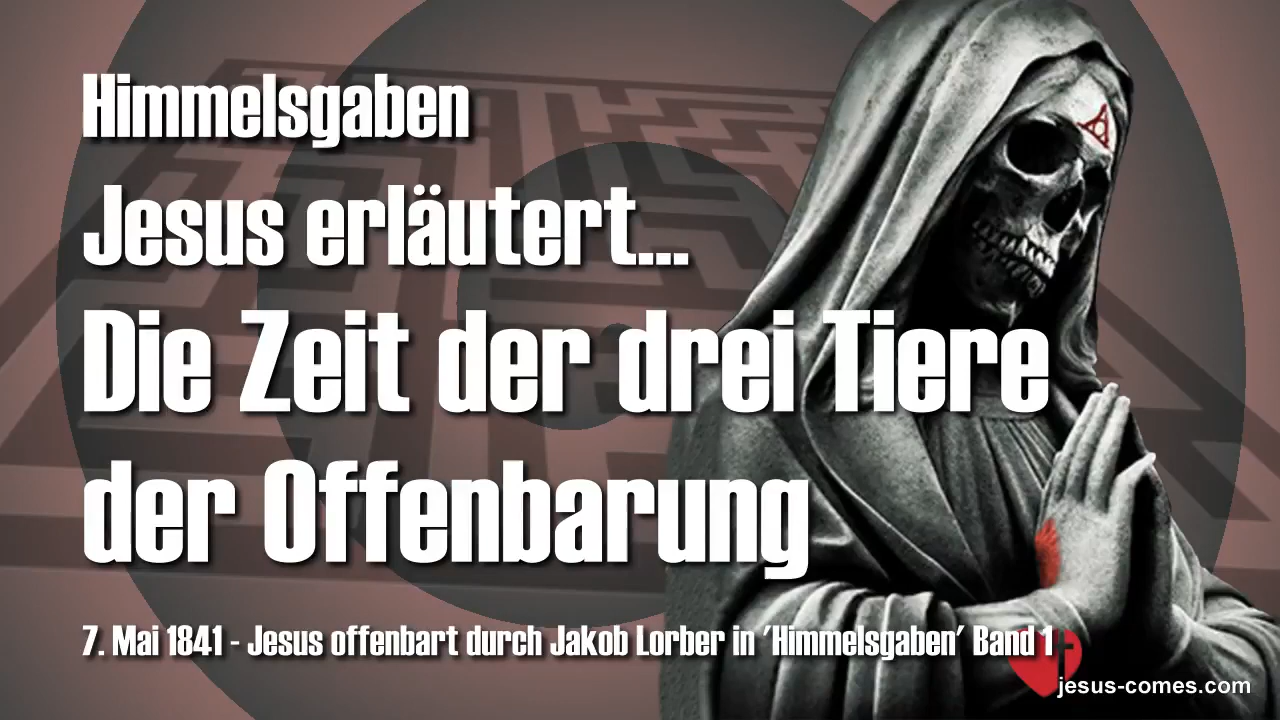 Himmelsgaben
Jesus erläutert...
Die Zeit der drei Tiere
der Offenbarung
7. Mai 1841 - Jesus offenbart durch Jakob Lorber in 'Himmelsgaben' Band 1
jesus-comes.com